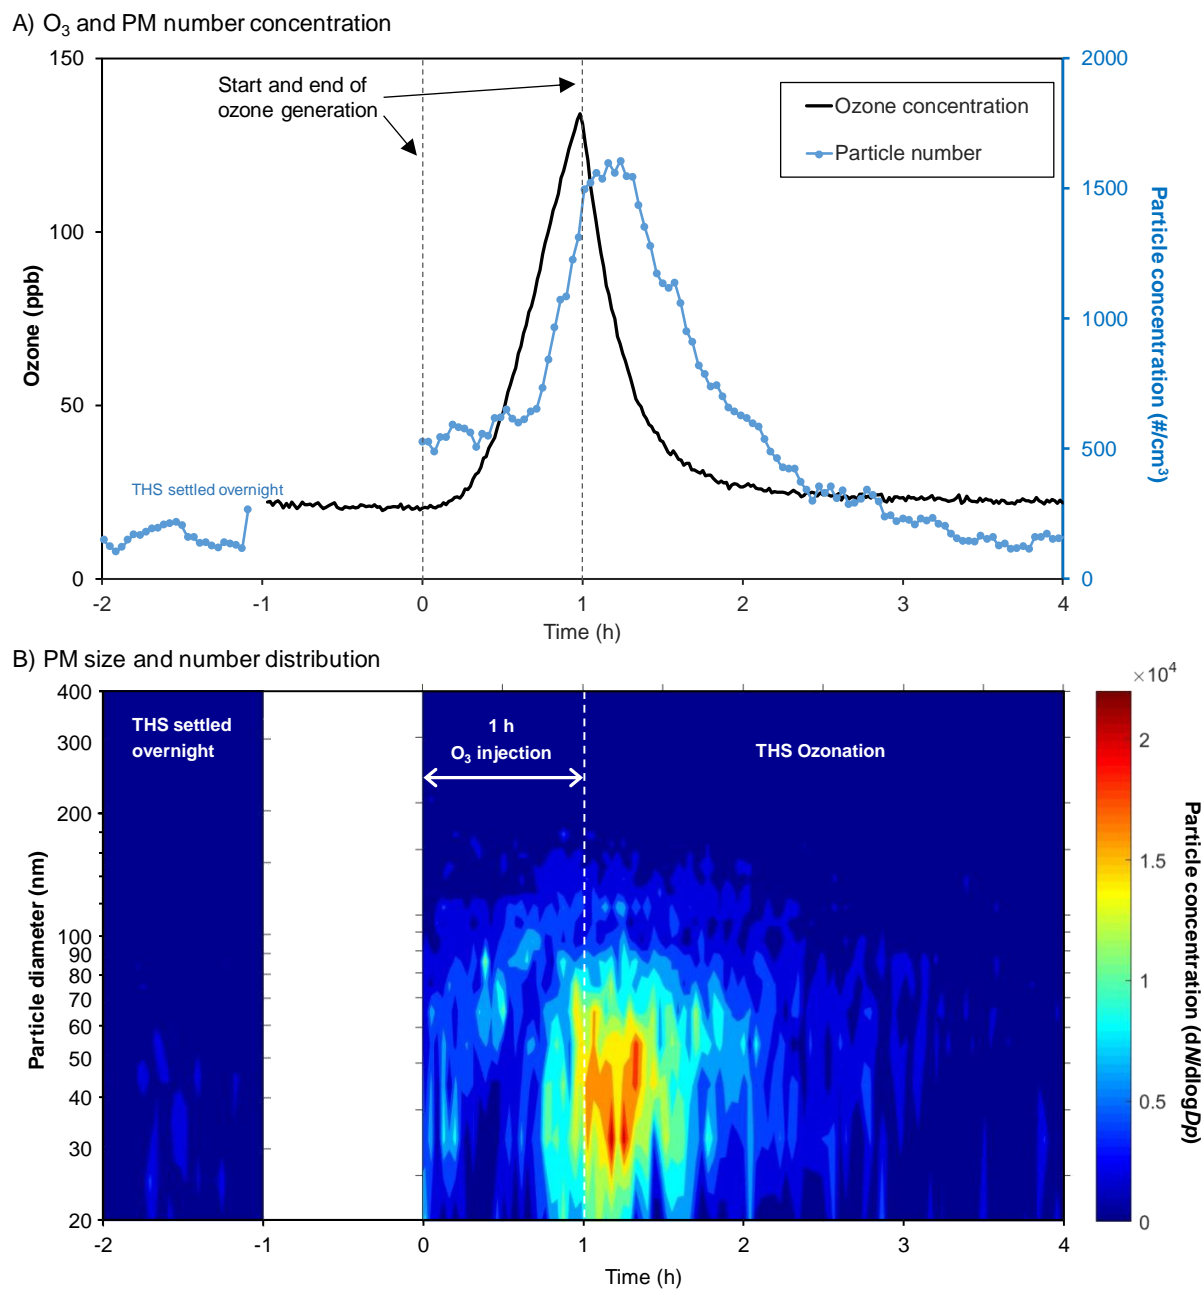 A) O3 and PM number concentration
150
100
50
0
Ozone (ppb)
Start and end of
ozone generation
Ozone concentration
Particle number
2000
1500
1000
500
0
Particle concentration (#/cm3)
THS settled overnight
-2 -1 0 1 2 3 4
Time (h)
B) PM size and number distribution
400
300
200
100
90
80
70
60
50
40
30
20
Particle diameter (nm)
THS settled
overnight
1 h
O3 injection
THS Ozonation
×104
2
1.5
1
0.5
0
Particle concentration (dN/dlogDp)
-2 -1 0 1 2 3 4
Time (h)